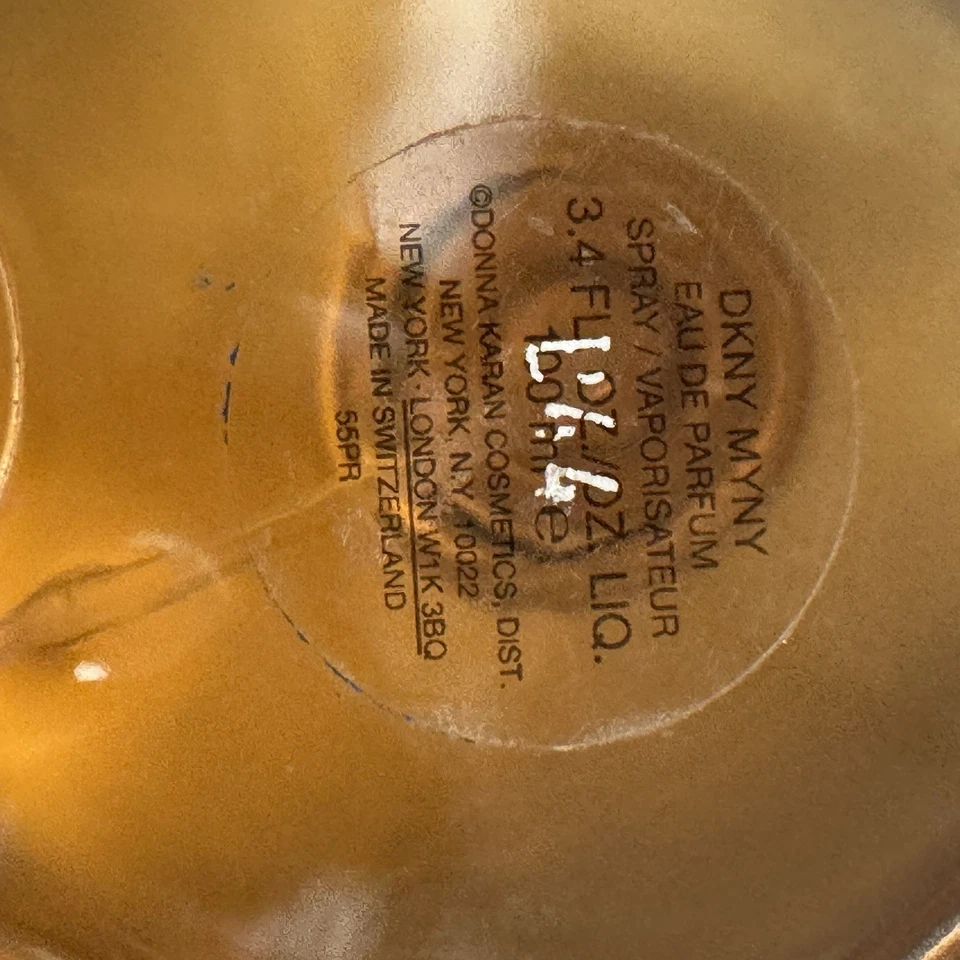 DKNY MYNY
EAU DE PARFUM
SPRAY / VAPORISATEUR
3.4 FL. OZ./OZ. LIQ.
100 ml e
©DONNA KARAN COSMETICS, DIST.
NEW YORK, N.Y. 10022
NEW YORK · LONDON W1K 3BQ
MADE IN SWITZERLAND
55PR